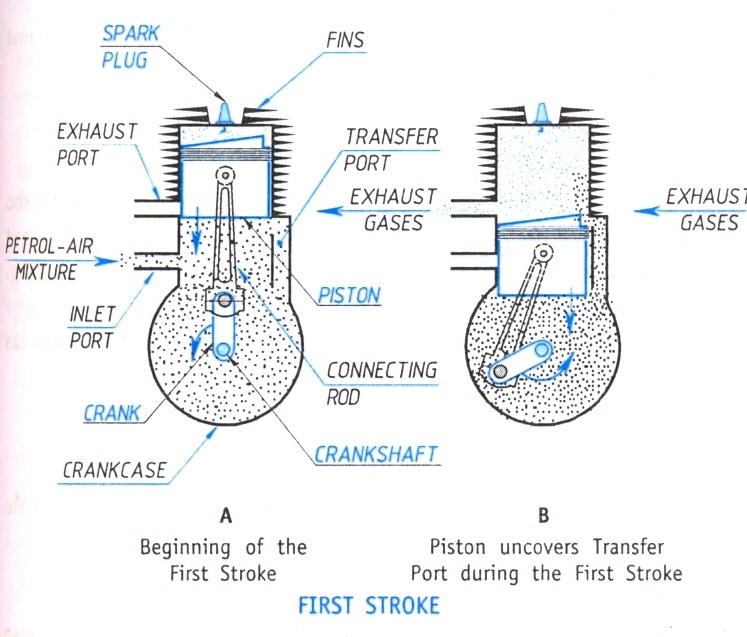 SPARK
PLUG
FINS
EXHAUST
PORT
TRANSFER
PORT
EXHAUST
GASES
EXHAUST
GASES
PETROL-AIR
MIXTURE
PISTON
INLET
PORT
CONNECTING
ROD
CRANK
CRANKSHAFT
CRANKCASE
A
Beginning of the
First Stroke
B
Piston uncovers Transfer
Port during the First Stroke
FIRST STROKE